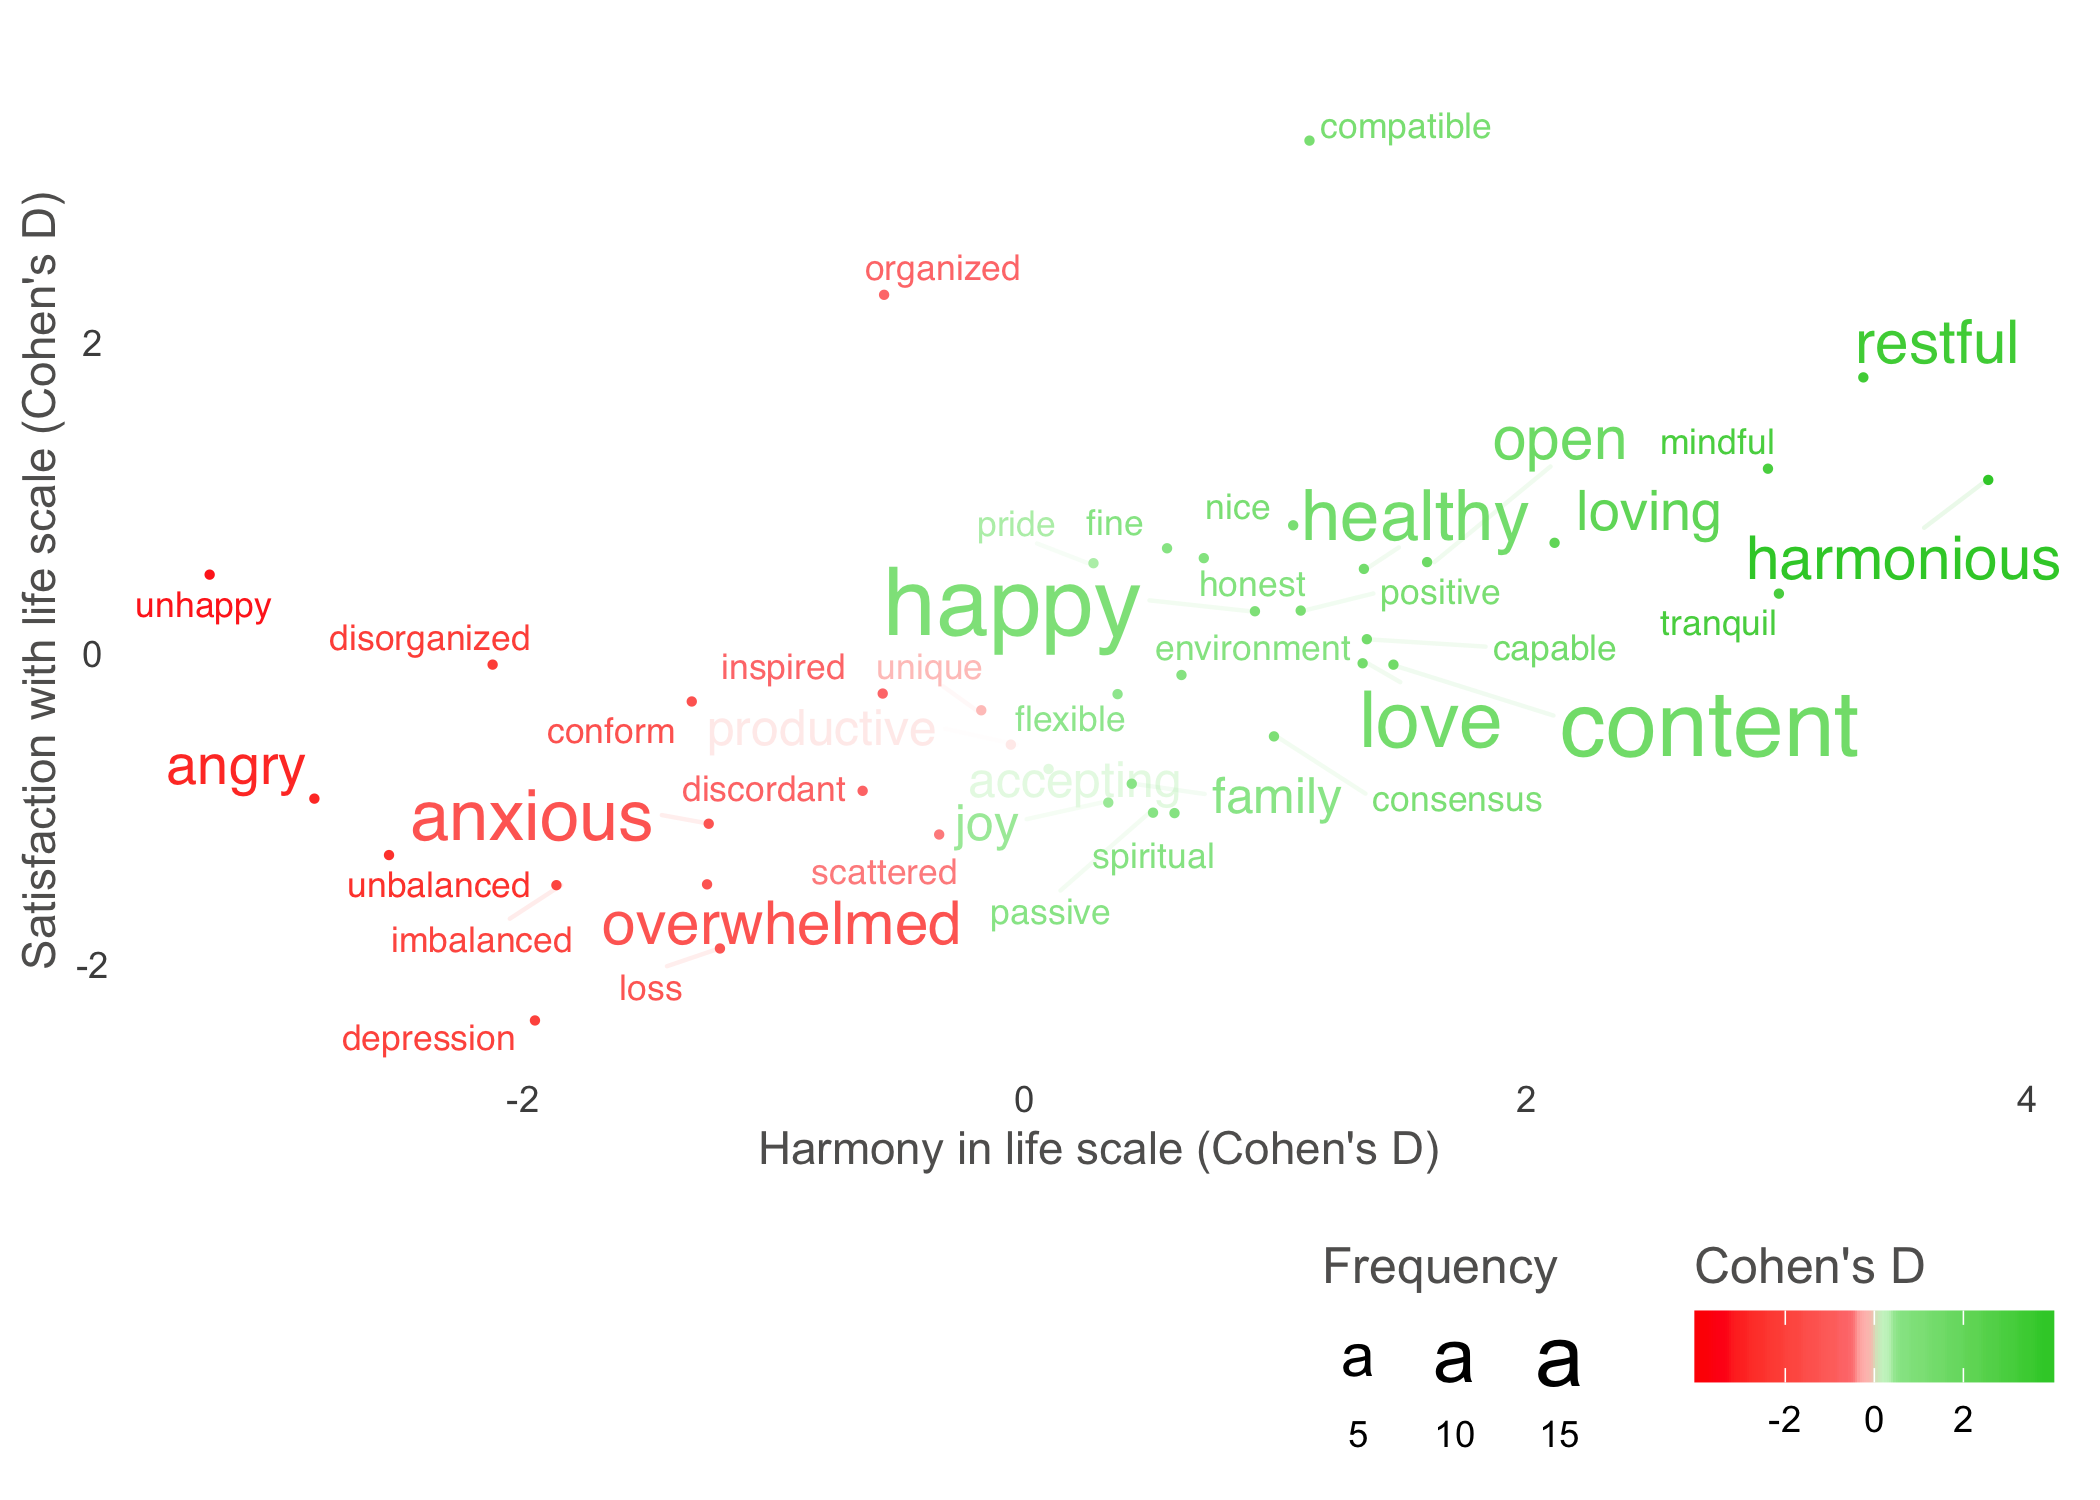 compatible
organized
Satisfaction with life scale (Cohen's D)
2
0
-2
restful
open
mindful
healthy
loving
nice
pride
fine
harmonious
happy
honest
positive
unhappy
tranquil
disorganized
environment
capable
inspired
unique
flexible
conform
productive
love
content
angry
accepting
discordant
family
consensus
anxious
joy
spiritual
scattered
unbalanced
passive
overwhelmed
imbalanced
loss
depression
-2
0
2
4
Harmony in life scale (Cohen's D)
Frequency
a a a
5 10 15
Cohen's D
-2 0 2